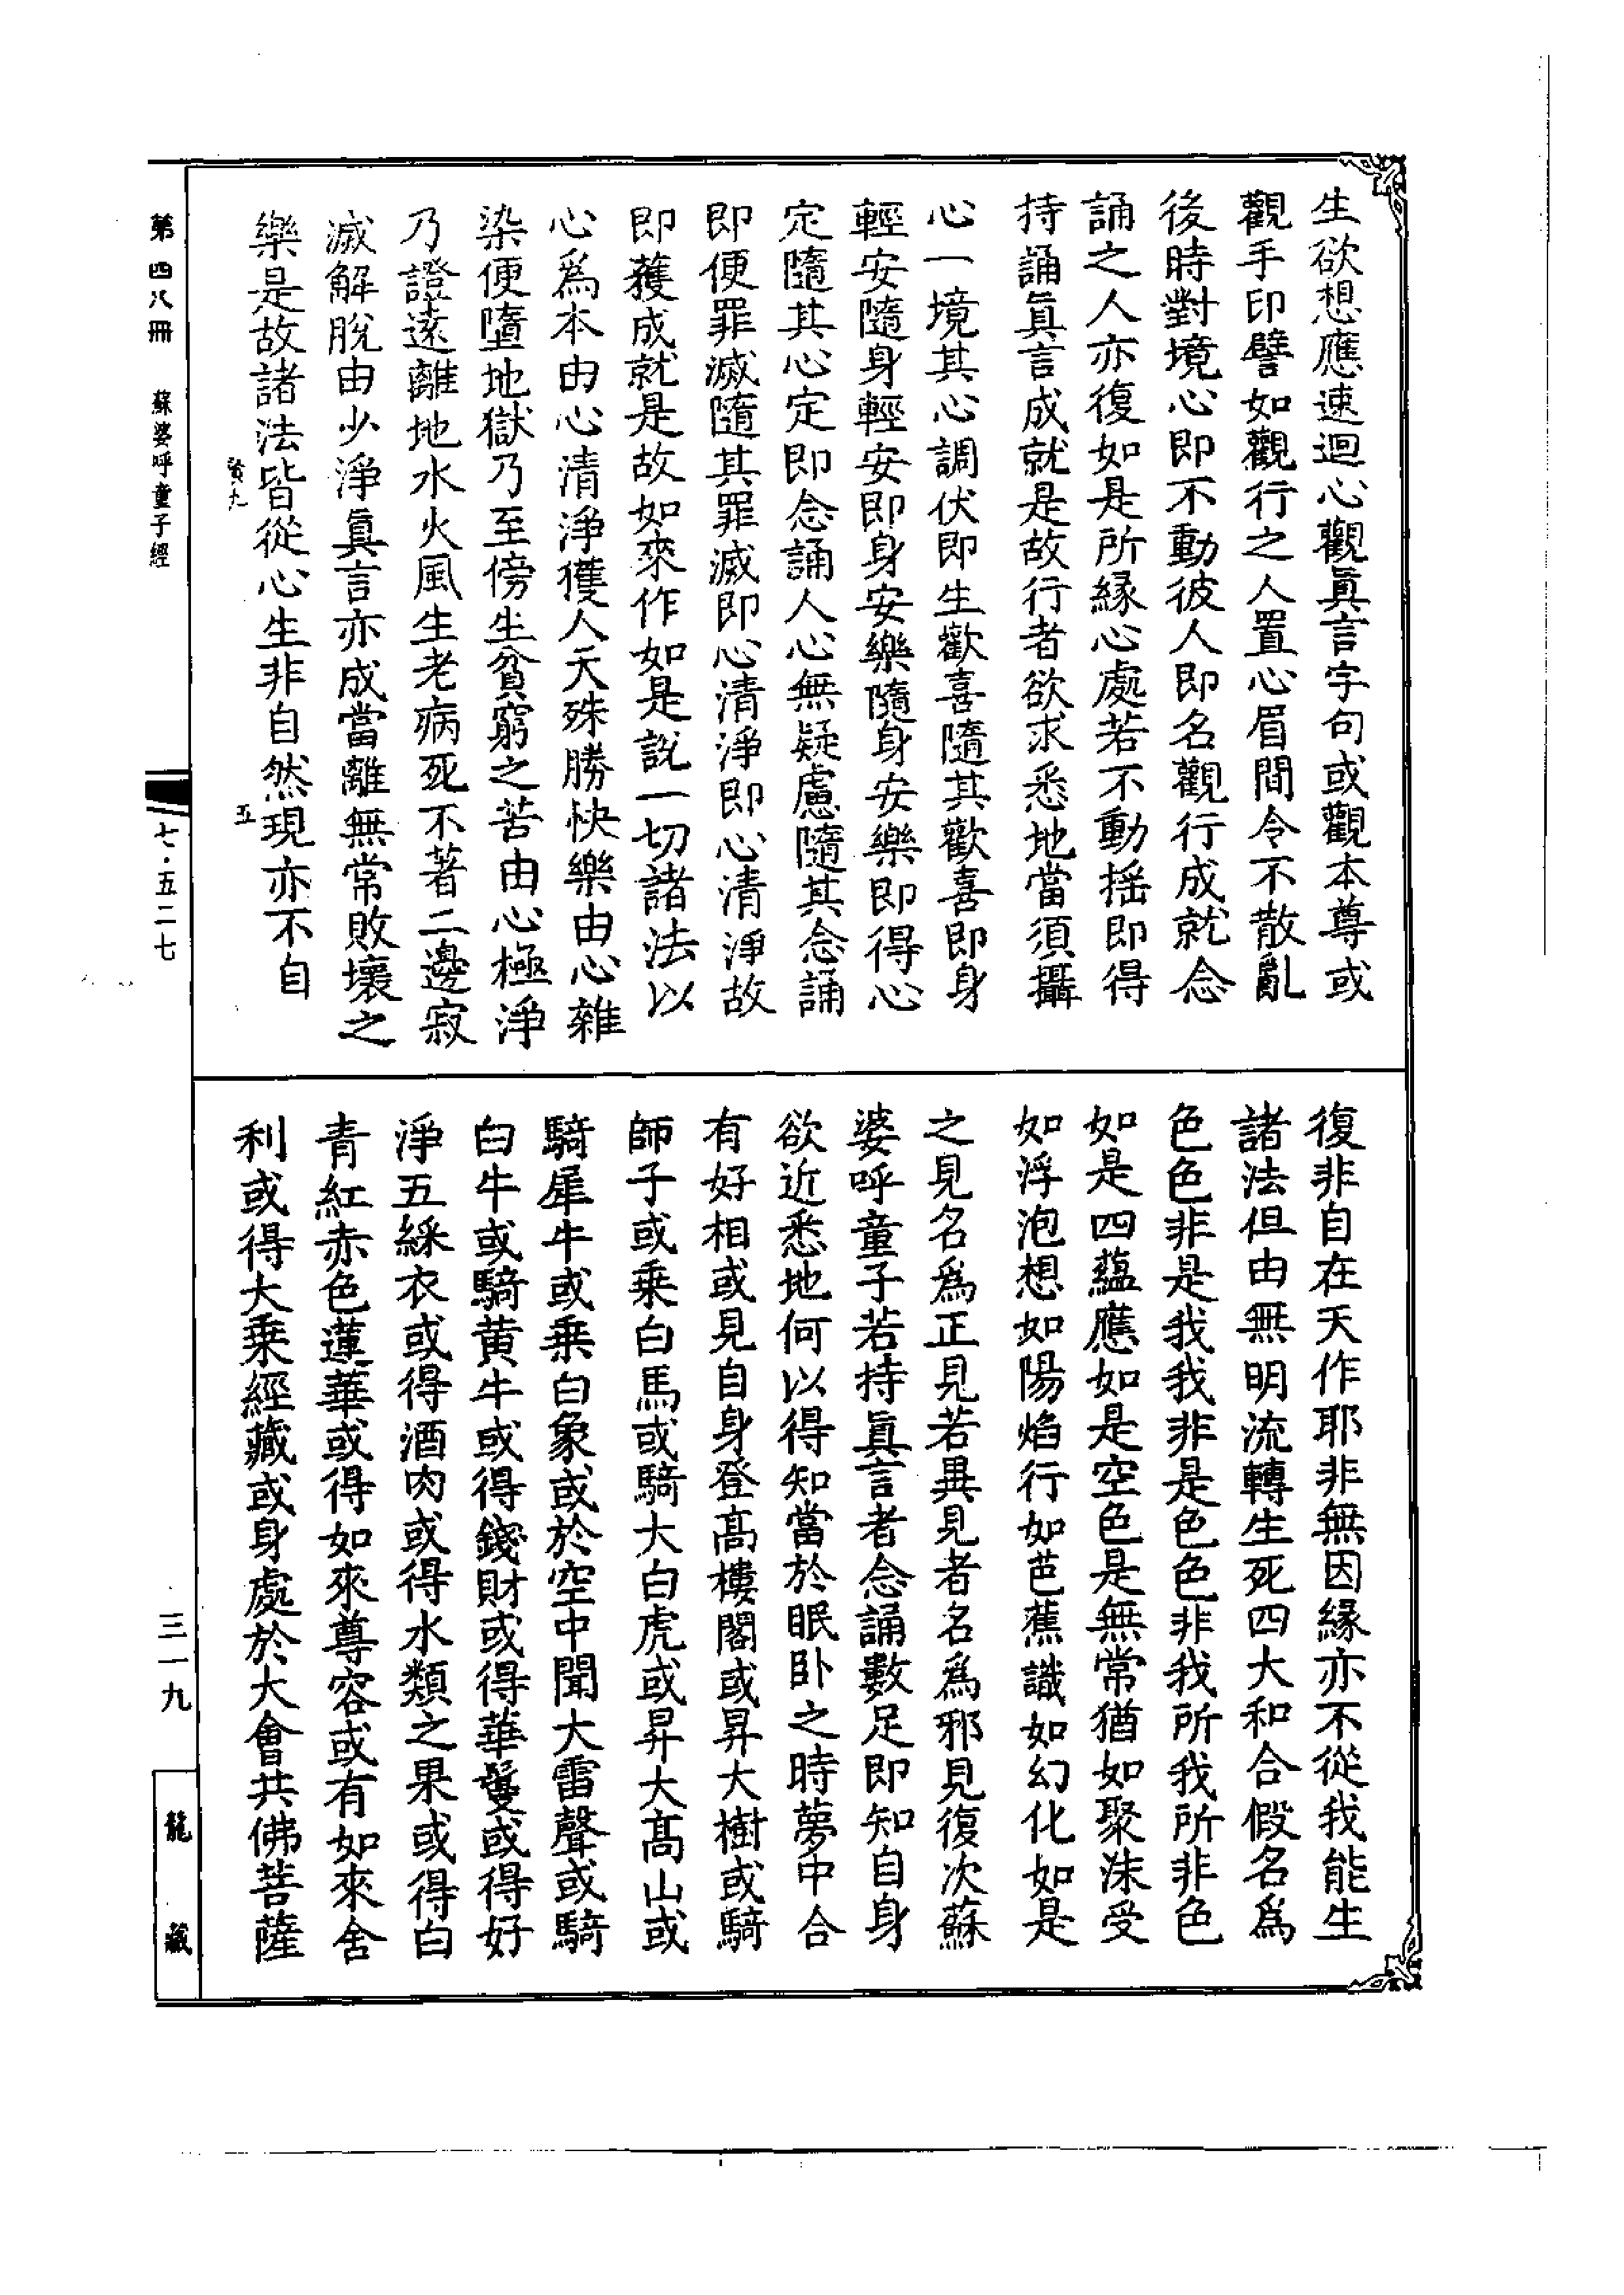 生欲想應速迴心觀眞言字句或觀本尊或
觀手印譬如觀行之人置心眉間令不散亂
後時對境心即不動彼人即名觀行成就念
誦之人亦復如是所緣心處若不動搖即得
持誦眞言成就是故行者欲求悉地當須攝
心一境其心調伏即生歡喜隨其歡喜即身
輕安隨身輕安即身安樂隨身安樂即得心
定隨其心定即念誦人心無疑慮隨其念誦
即便罪滅隨其罪滅即心清淨即心清淨故
即獲成就是故如來作如是說一切諸法以
心爲本由心清淨獲人天殊勝快樂由心雜
染便墮地獄乃至傍生貧窮之苦由心極淨
乃證遠離地水火風生老病死不著二邊寂
滅解脫由少淨眞言亦成當離無常敗壞之
樂是故諸法皆從心生非自然現亦不自
五
復非自在天作耶非無因緣亦不從我能生
諸法但由無明流轉生死四大和合假名爲
色色非是我我非是色色非我所我所非色
如是四蘊應如是空色是無常猶如聚沫受
如浮泡想如陽焰行如芭蕉識如幻化如是
之見名爲正見若異見者名爲邪見復次蘇
婆呼童子若持眞言者念誦數足即知自身
欲近悉地何以得知當於眠卧之時夢中合
有好相或見自身登髙樓閣或昇大樹或騎
師子或乗白馬或騎大白虎或昇大髙山或
騎犀牛或乗白象或於空中聞大雷聲或騎
白牛或騎黄牛或得錢財或得華鬘或得好
淨五綵衣或得酒肉或得水類之果或得白
青紅赤色蓮華或得如來尊容或有如來舍
利或得大乗經藏或身處於大會共佛菩薩
第四八冊　蘇婆呼童子經
七·五二七
三一九
龍藏